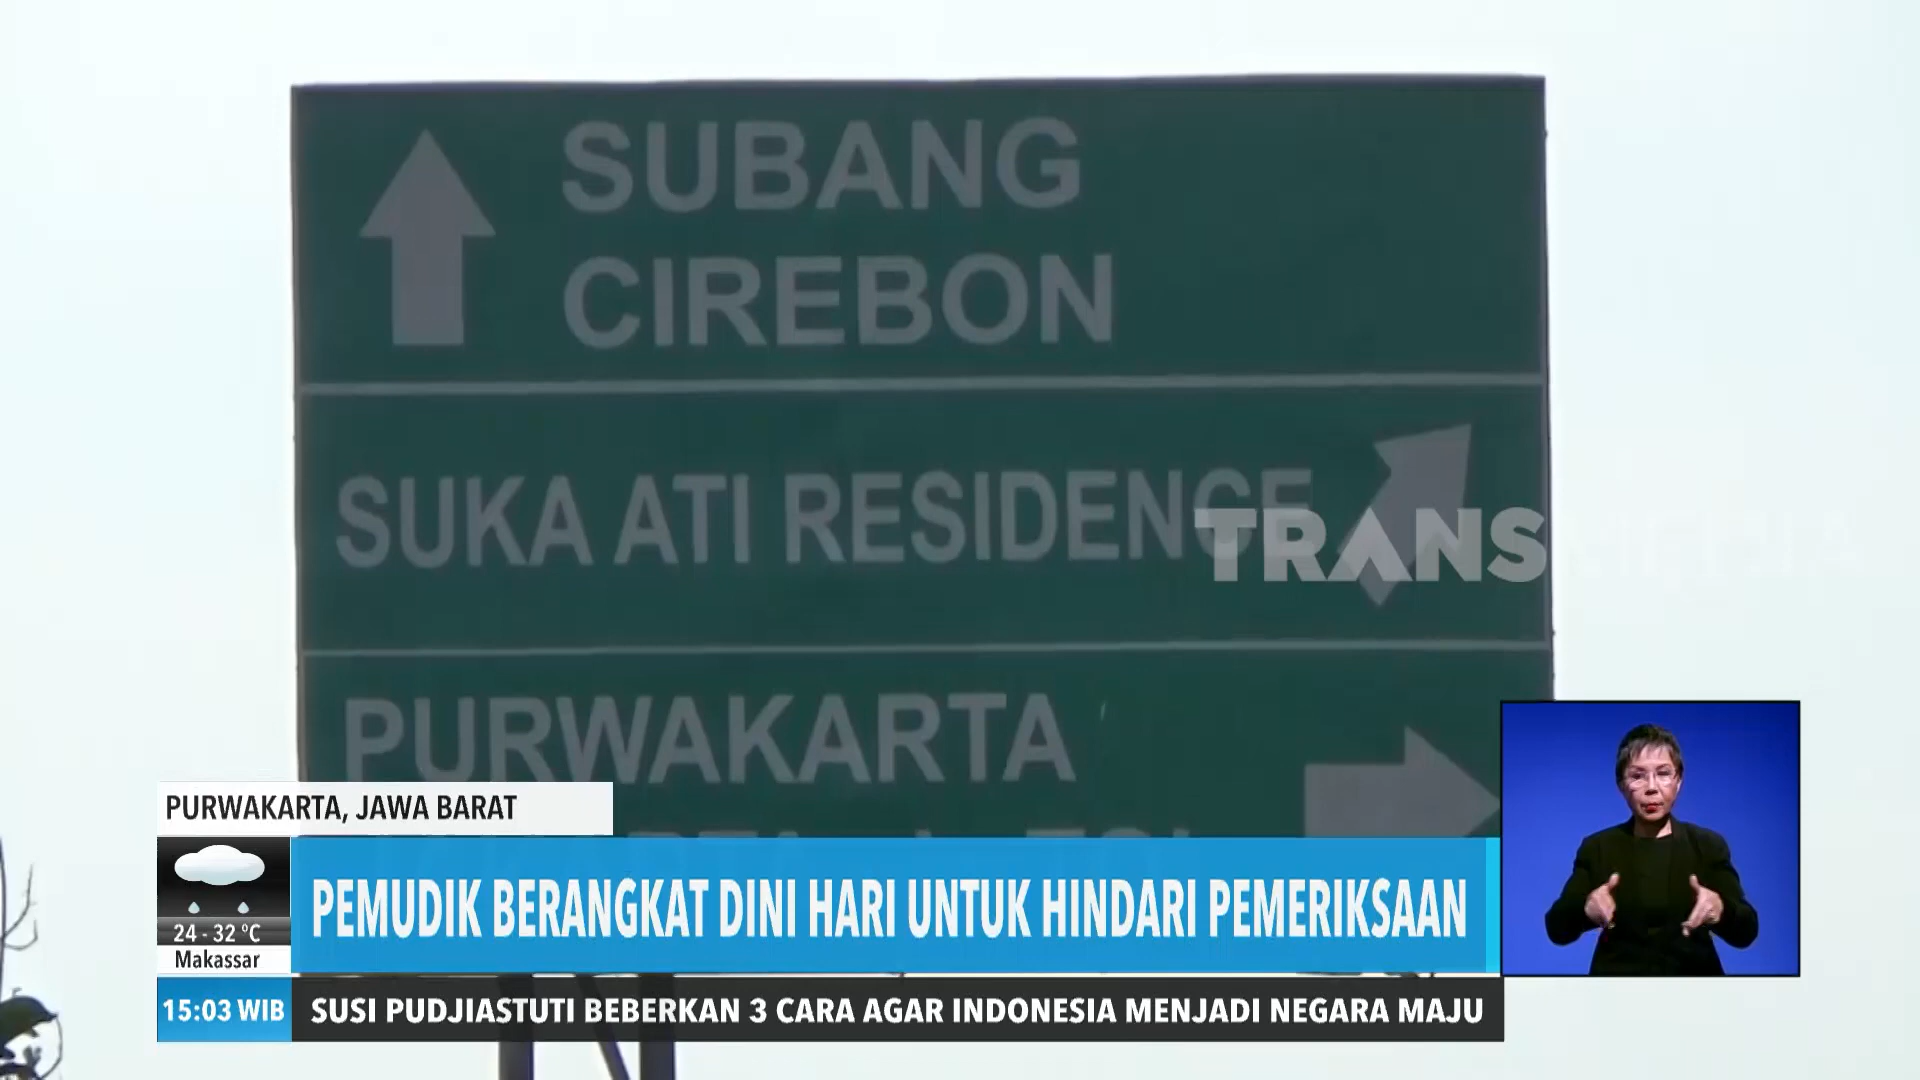 SUBANG
CIREBON
SUKA ATI RESIDENCE
TRANSMEDIA
PURWAKARTA
PURWAKARTA, JAWA BARAT
24 - 32 °C
Makassar
PEMUDIK BERANGKAT DINI HARI UNTUK HINDARI PEMERIKSAAN
15:03 WIB
SUSI PUDJIASTUTI BEBERKAN 3 CARA AGAR INDONESIA MENJADI NEGARA MAJU